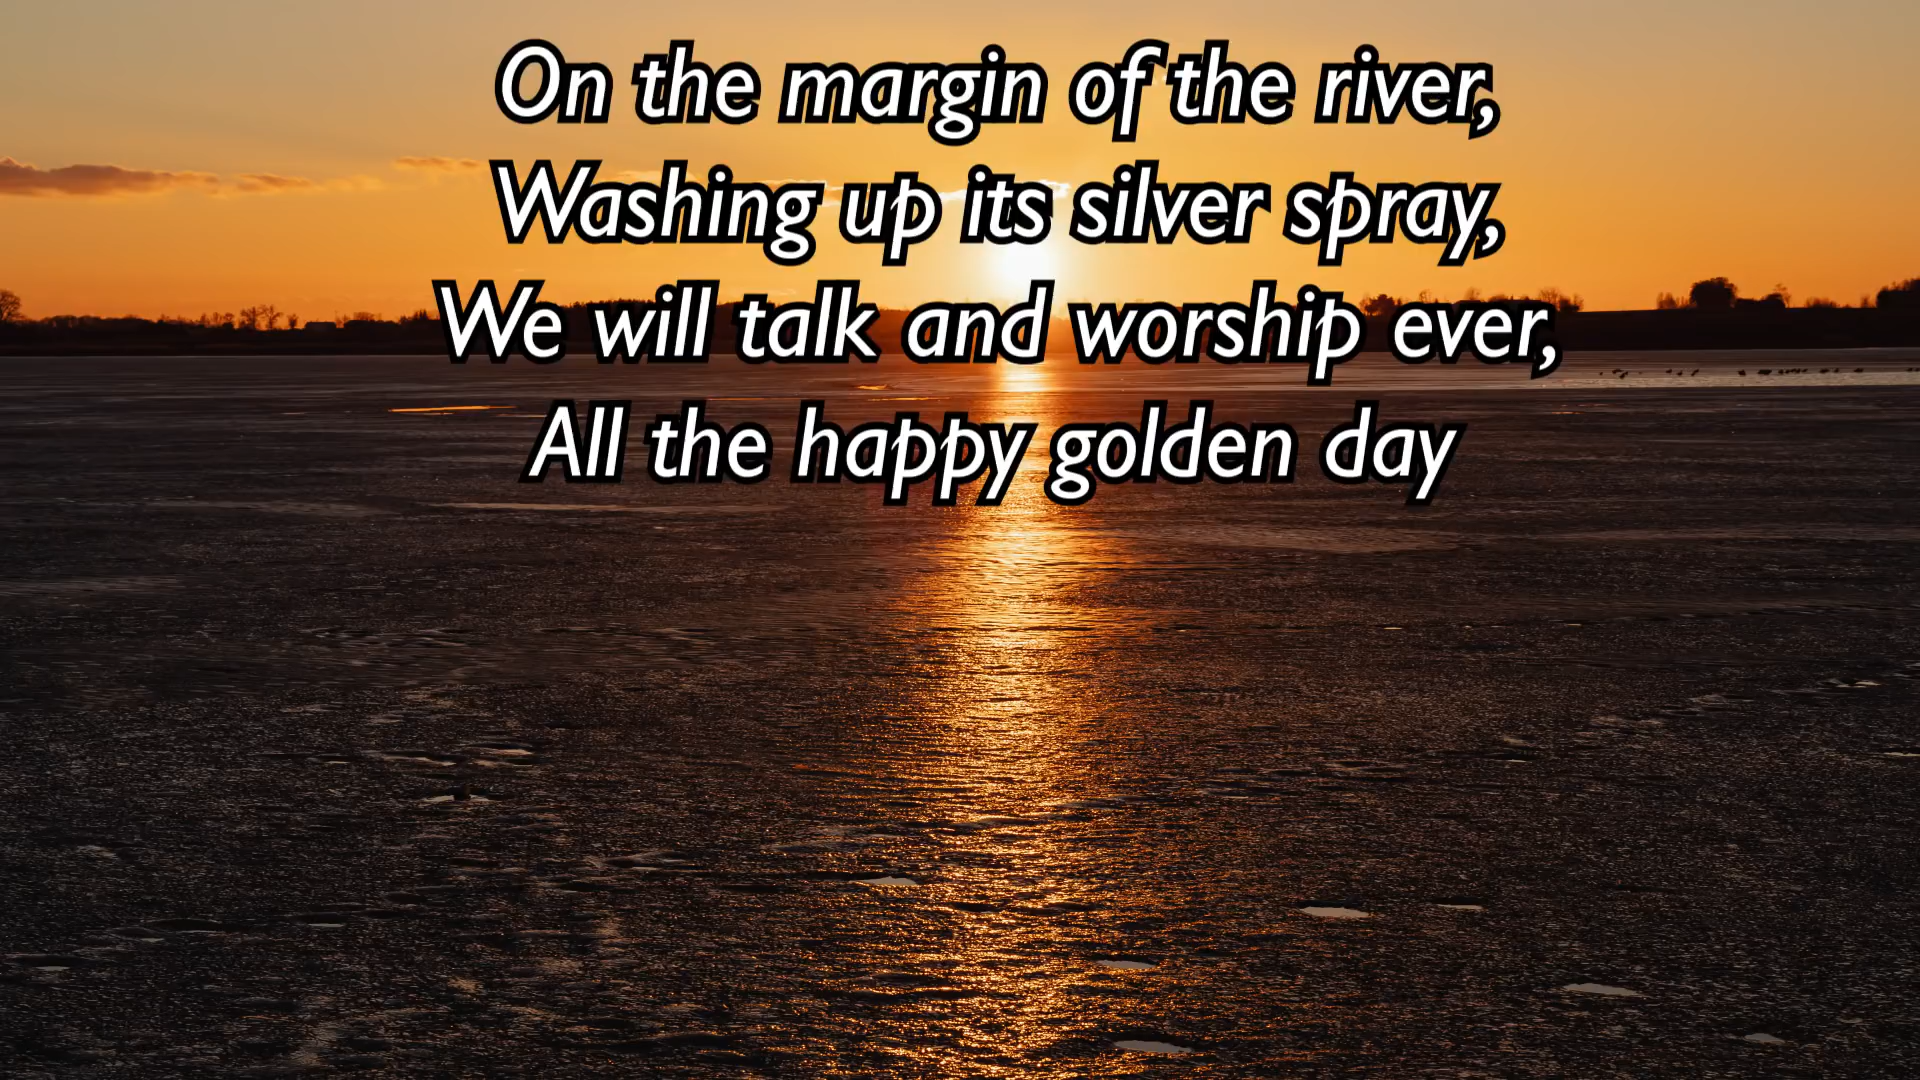 On the margin of the river,
Washing up its silver spray,
We will talk and worship ever,
All the happy golden day